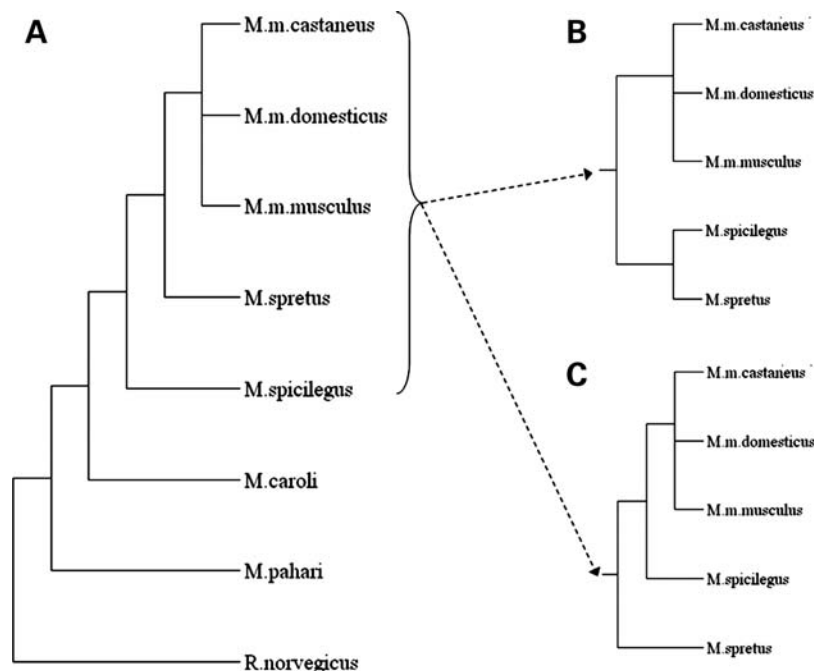 A
M.m.castaneus
M.m.domesticus
M.m.musculus
M.spretus
M.spicilegus
M.caroli
M.pahari
R.norvegicus
B
M.m.castaneus
M.m.domesticus
M.m.musculus
M.spicilegus
M.spretus
C
M.m.castaneus
M.m.domesticus
M.m.musculus
M.spicilegus
M.spretus